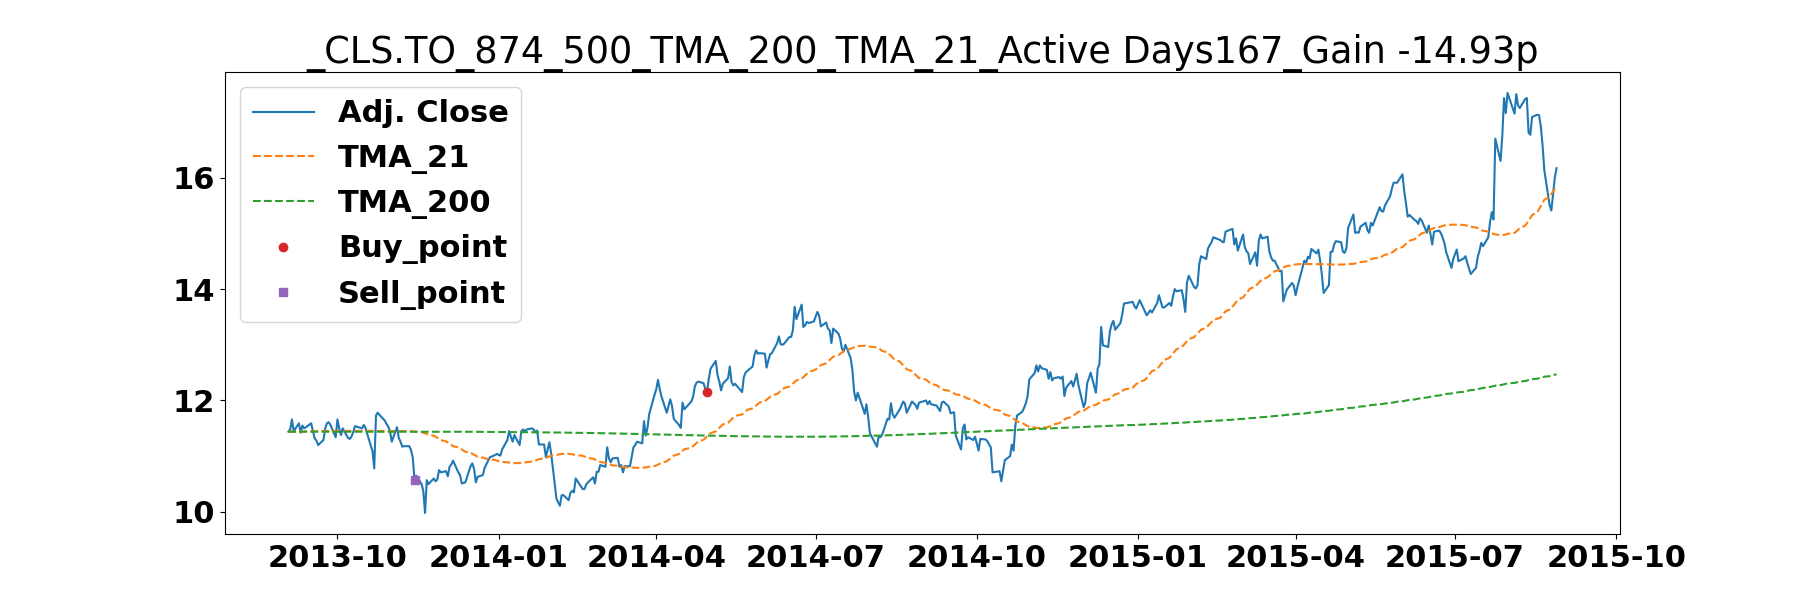 _CLS.TO_874_500_TMA_200_TMA_21_Active Days167_Gain -14.93p
Adj. Close
TMA_21
TMA_200
Buy_point
Sell_point
16
14
12
10
2013-10 2014-01 2014-04 2014-07 2014-10 2015-01 2015-04 2015-07 2015-10